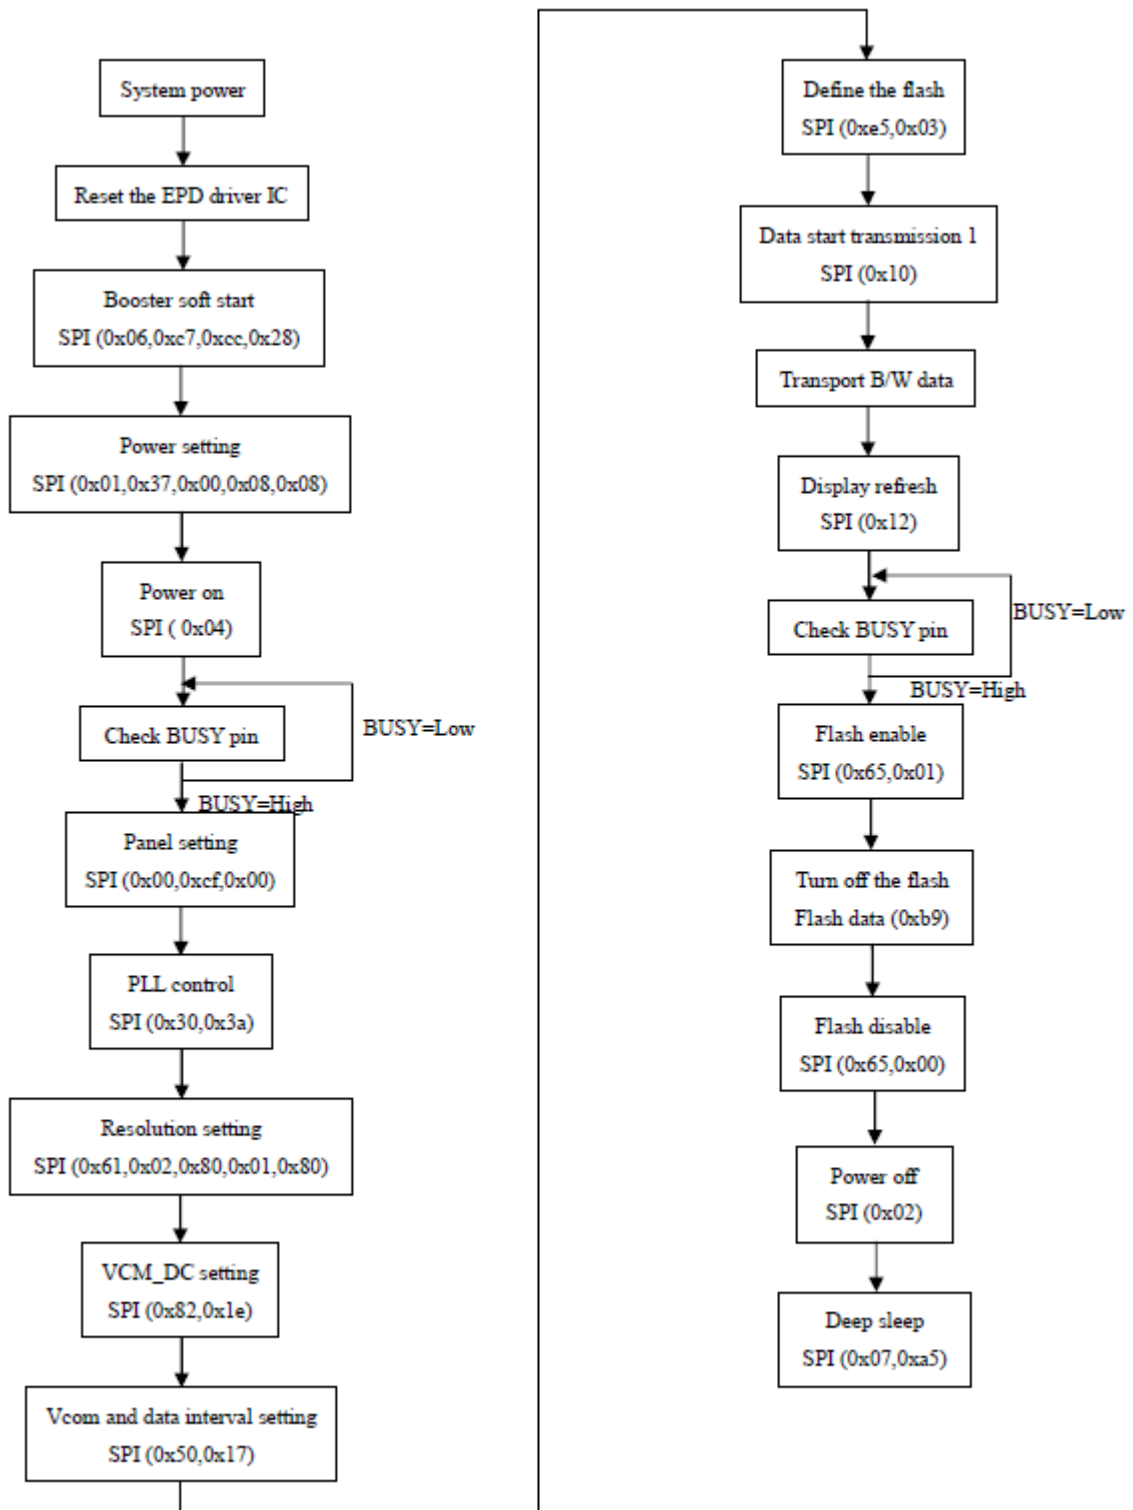 System power
Reset the EPD driver IC
Booster soft start
SPI (0x06,0xc7,0xcc,0x28)
Power setting
SPI (0x01,0x37,0x00,0x08,0x08)
Power on
SPI ( 0x04)
Check BUSY pin
BUSY=Low
BUSY=High
Panel setting
SPI (0x00,0xcf,0x00)
PLL control
SPI (0x30,0x3a)
Resolution setting
SPI (0x61,0x02,0x80,0x01,0x80)
VCM_DC setting
SPI (0x82,0x1e)
Vcom and data interval setting
SPI (0x50,0x17)
Define the flash
SPI (0xe5,0x03)
Data start transmission 1
SPI (0x10)
Transport B/W data
Display refresh
SPI (0x12)
Check BUSY pin
BUSY=Low
BUSY=High
Flash enable
SPI (0x65,0x01)
Turn off the flash
Flash data (0xb9)
Flash disable
SPI (0x65,0x00)
Power off
SPI (0x02)
Deep sleep
SPI (0x07,0xa5)